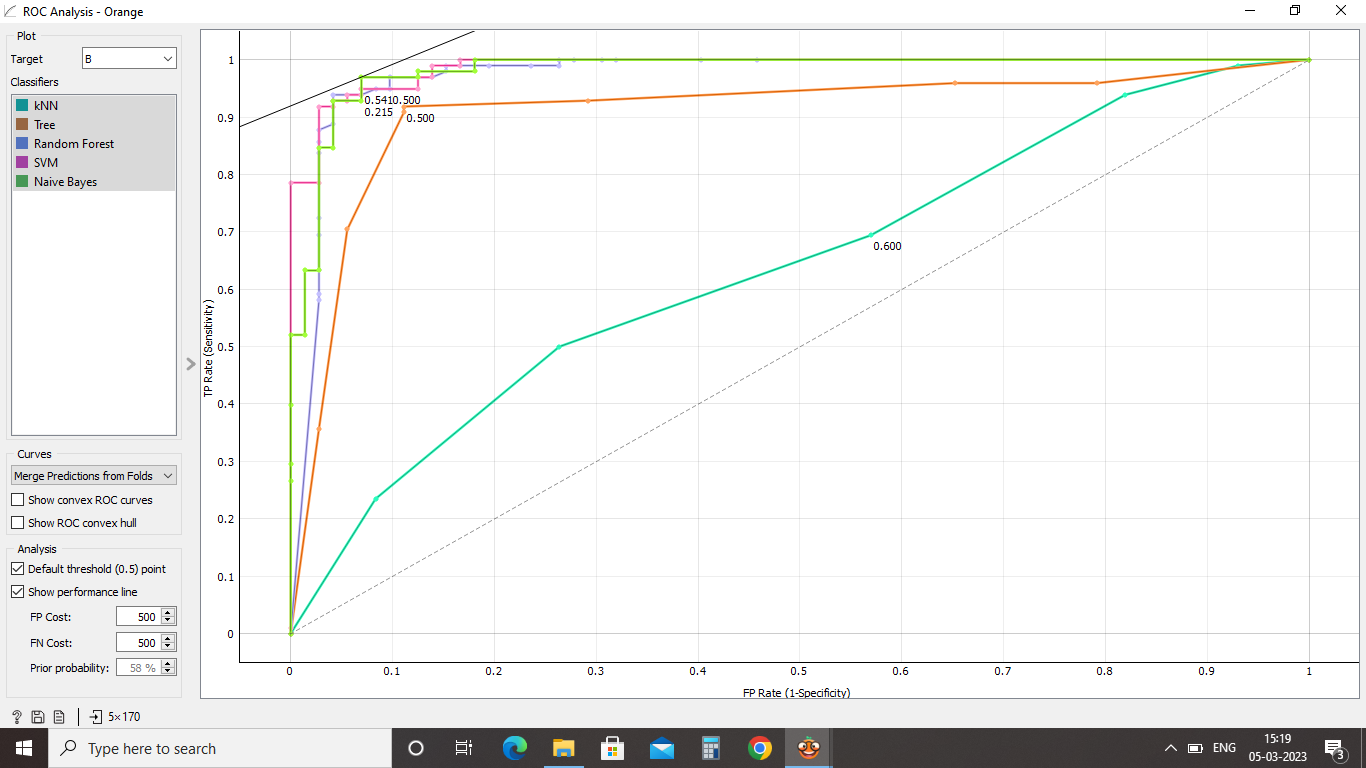 ROC Analysis - Orange
Plot
Target B
Classifiers
kNN
Tree
Random Forest
SVM
Naive Bayes
Curves
Merge Predictions from Folds
Show convex ROC curves
Show ROC convex hull
Analysis
Default threshold (0.5) point
Show performance line
FP Cost: 500
FN Cost: 500
Prior probability: 58 %
5×170
TP Rate (Sensitivity)
1
0.9
0.8
0.7
0.6
0.5
0.4
0.3
0.2
0.1
0
0.5410.500
0.215
0.500
0.600
0 0.1 0.2 0.3 0.4 0.5 0.6 0.7 0.8 0.9 1
FP Rate (1-Specificity)
Type here to search
ENG
15:19
05-03-2023
3